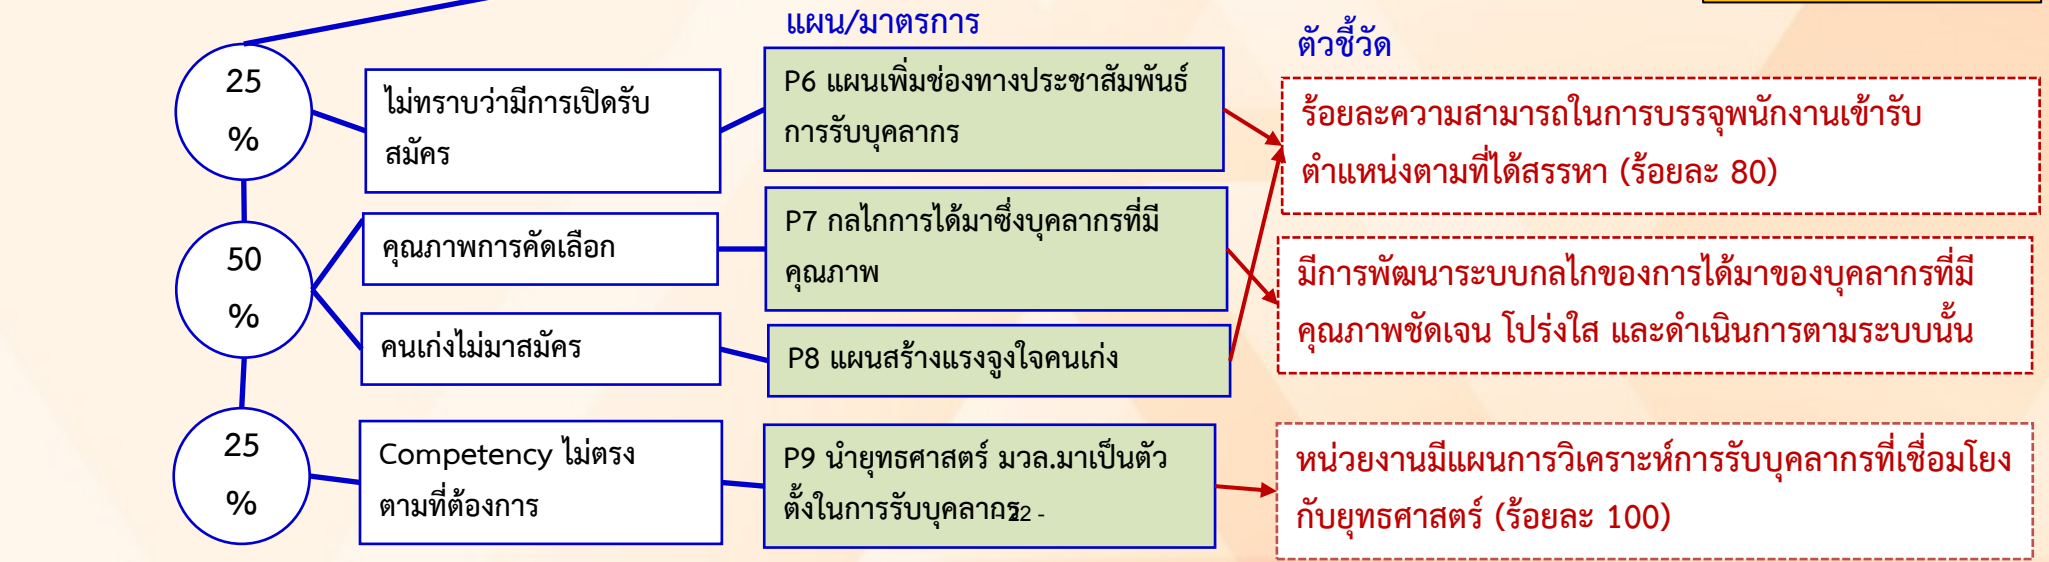 แผน/มาตรการ
ตัวชี้วัด
25
%
ไม่ทราบว่ามีการเปิดรับ
สมัคร
P6 แผนเพิ่มช่องทางประชาสัมพันธ์
การรับบุคลากร
ร้อยละความสามารถในการบรรจุพนักงานเข้ารับ
ตำแหน่งตามที่ได้สรรหา (ร้อยละ 80)
50
%
คุณภาพการคัดเลือก
P7 กลไกการได้มาซึ่งบุคลากรที่มี
คุณภาพ
มีการพัฒนาระบบกลไกของการได้มาของบุคลากรที่มี
คุณภาพชัดเจน โปร่งใส และดำเนินการตามระบบนั้น
คนเก่งไม่มาสมัคร
P8 แผนสร้างแรงจูงใจคนเก่ง
25
%
Competency ไม่ตรง
ตามที่ต้องการ
P9 นำยุทธศาสตร์ มวล.มาเป็นตัว
ตั้งในการรับบุคลากร
- 22 -
หน่วยงานมีแผนการวิเคราะห์การรับบุคลากรที่เชื่อมโยง
กับยุทธศาสตร์ (ร้อยละ 100)